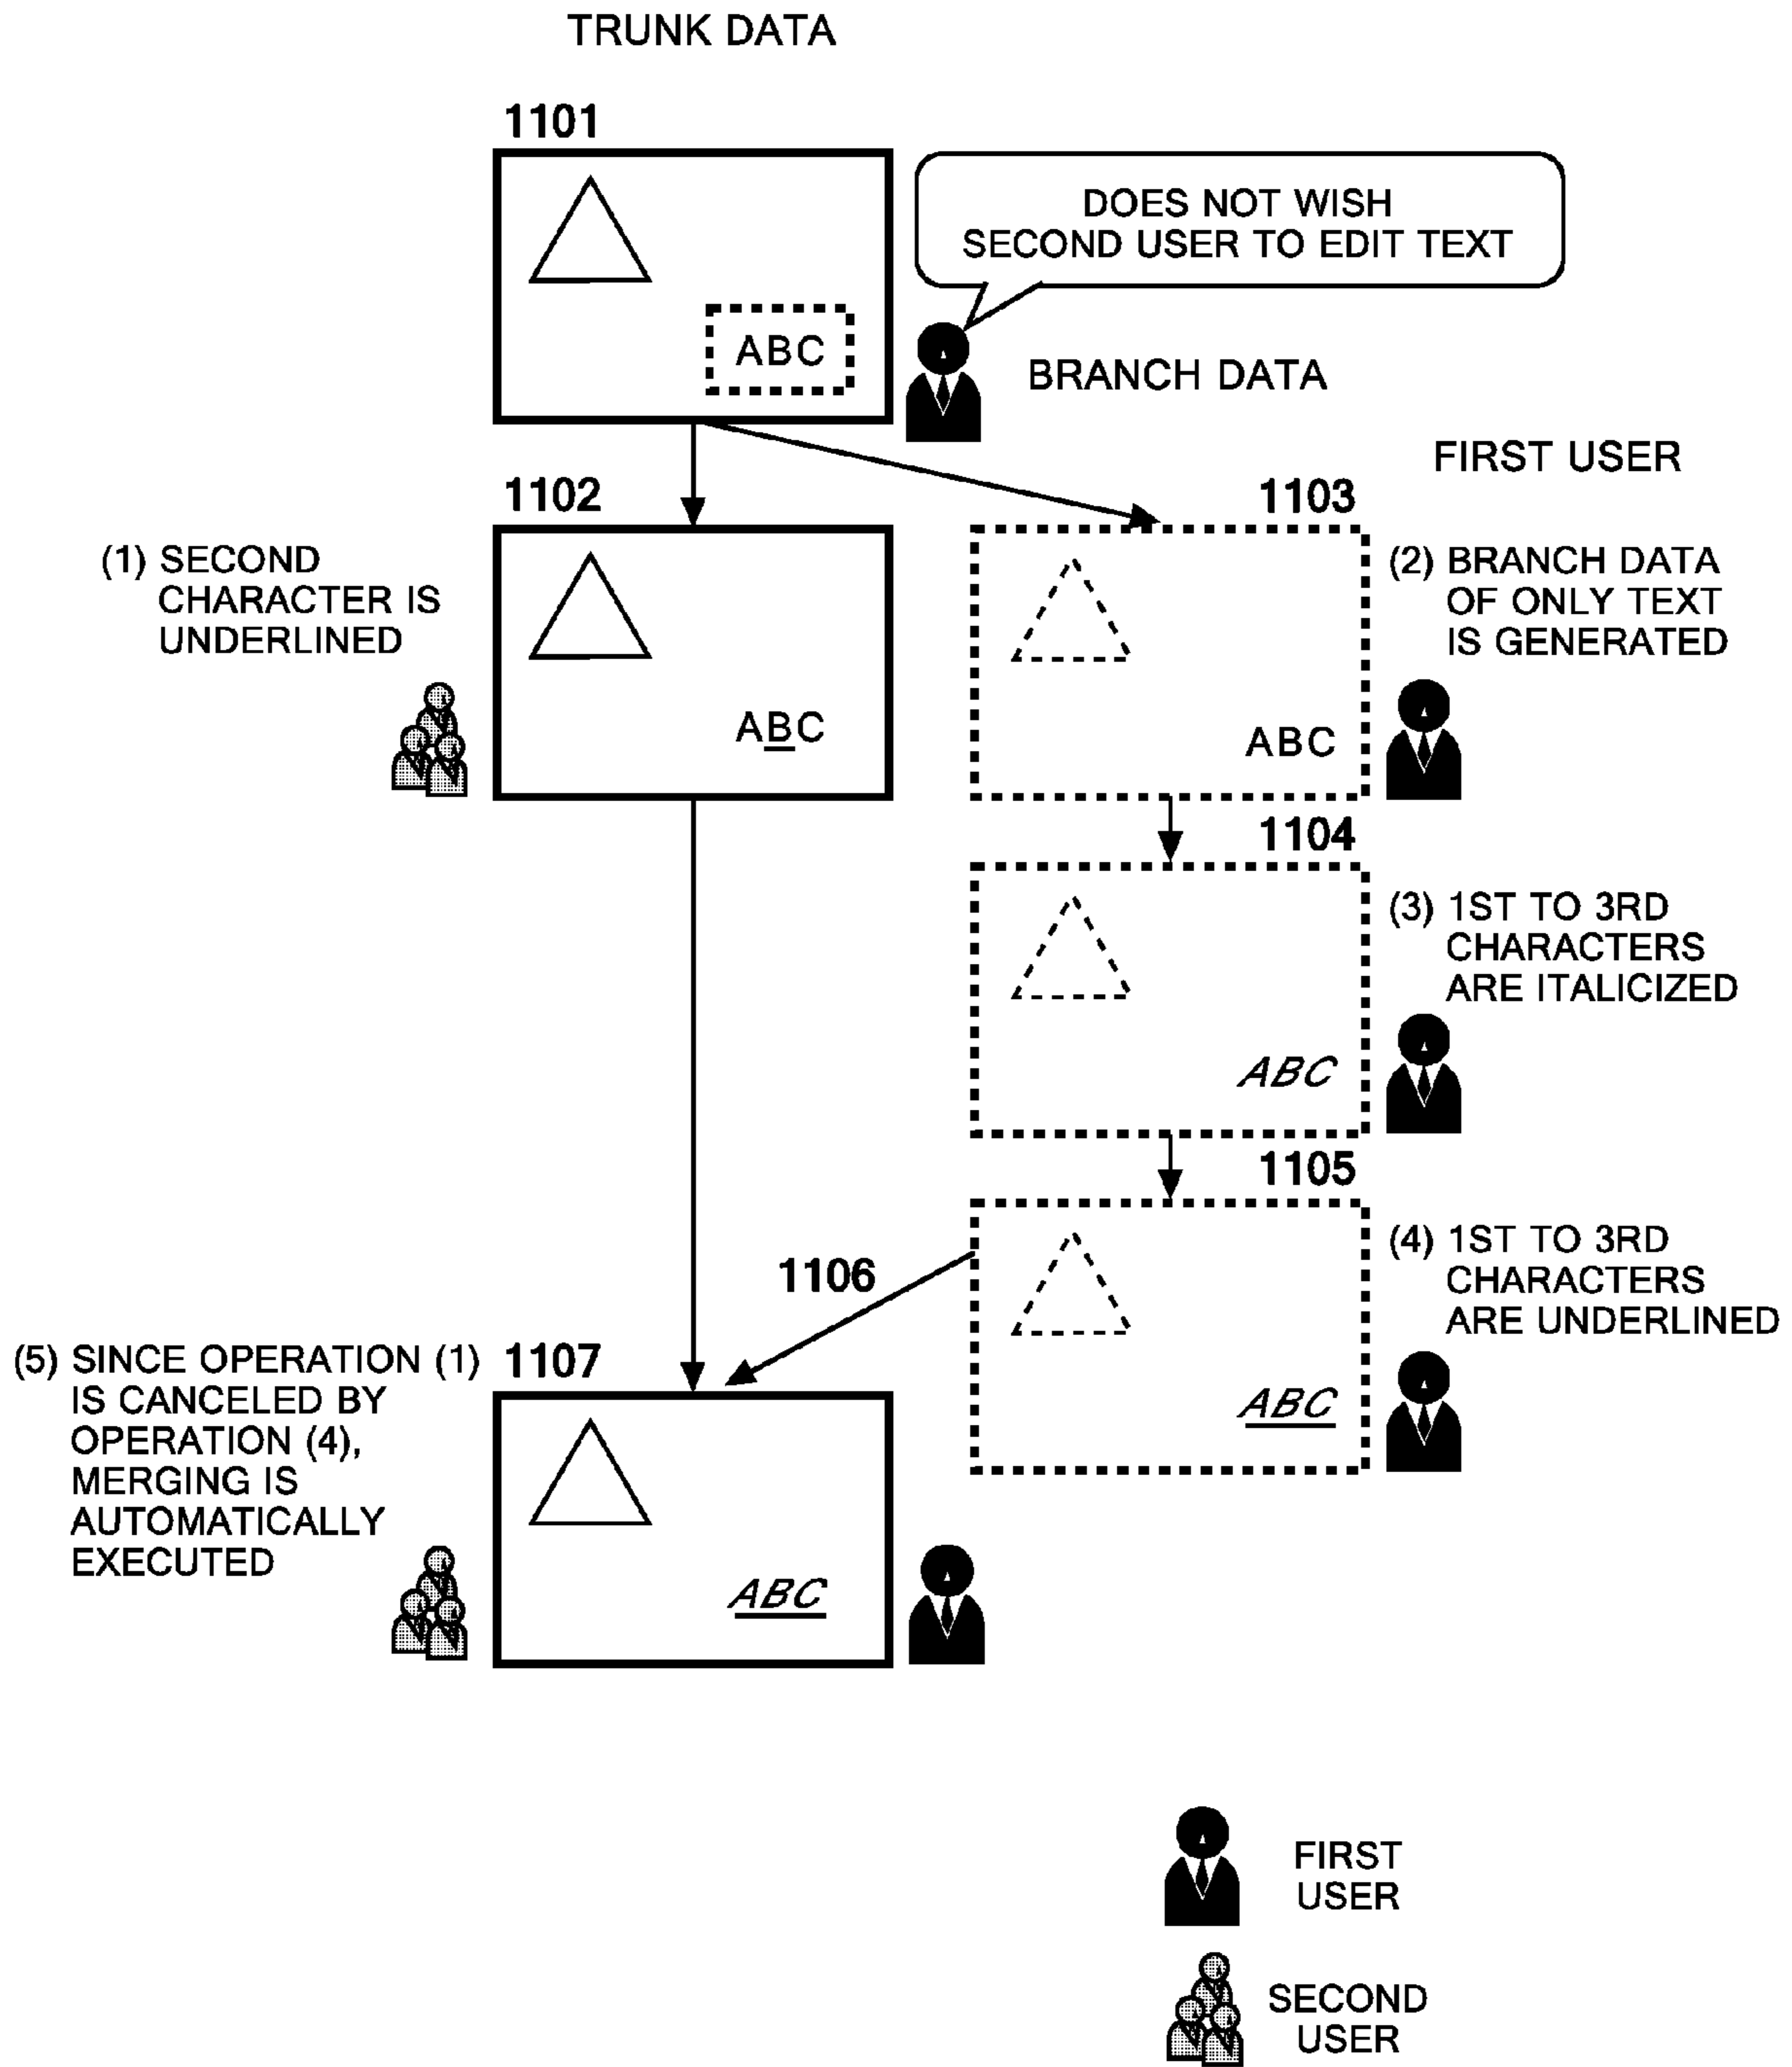 TRUNK DATA
1101
DOES NOT WISH
SECOND USER TO EDIT TEXT
ABC
BRANCH DATA
FIRST USER
1102
1103
(1) SECOND
CHARACTER IS
UNDERLINED
ABC
(2) BRANCH DATA
OF ONLY TEXT
IS GENERATED
ABC
1104
(3) 1ST TO 3RD
CHARACTERS
ARE ITALICIZED
ABC
1105
(4) 1ST TO 3RD
CHARACTERS
ARE UNDERLINED
ABC
1106
(5) SINCE OPERATION (1)
IS CANCELED BY
OPERATION (4),
MERGING IS
AUTOMATICALLY
EXECUTED
1107
ABC
FIRST
USER
SECOND
USER